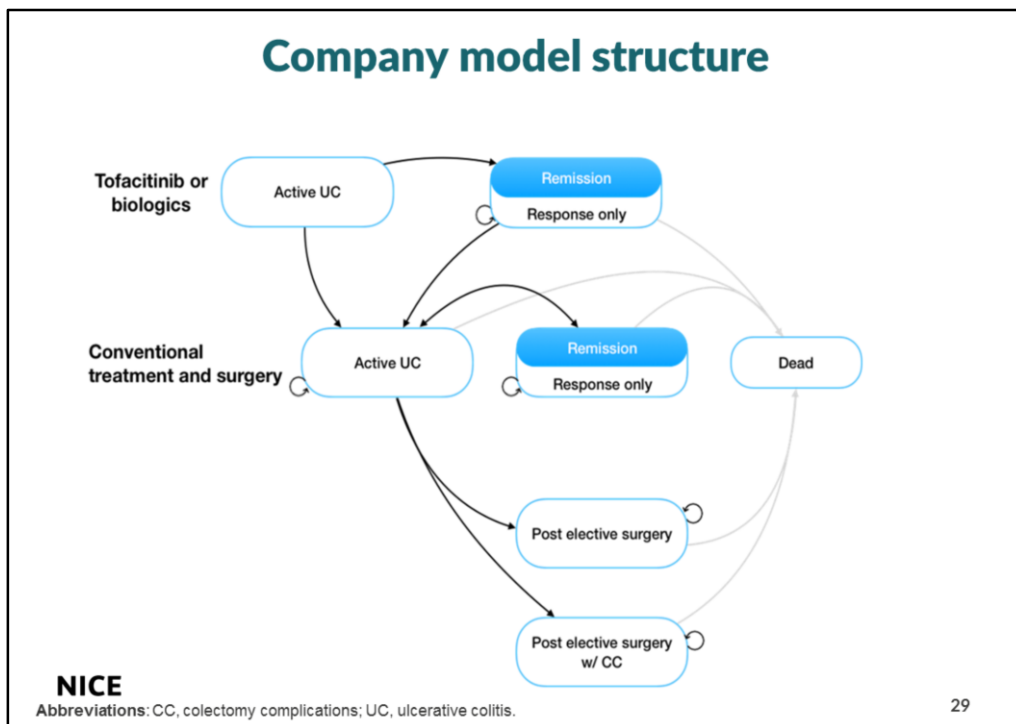 Company model structure
Tofacitinib or
biologics
Active UC
Remission
Response only
Conventional
treatment and surgery
Active UC
Remission
Response only
Dead
Post elective surgery
Post elective surgery
w/ CC
NICE
Abbreviations: CC, colectomy complications; UC, ulcerative colitis.
29